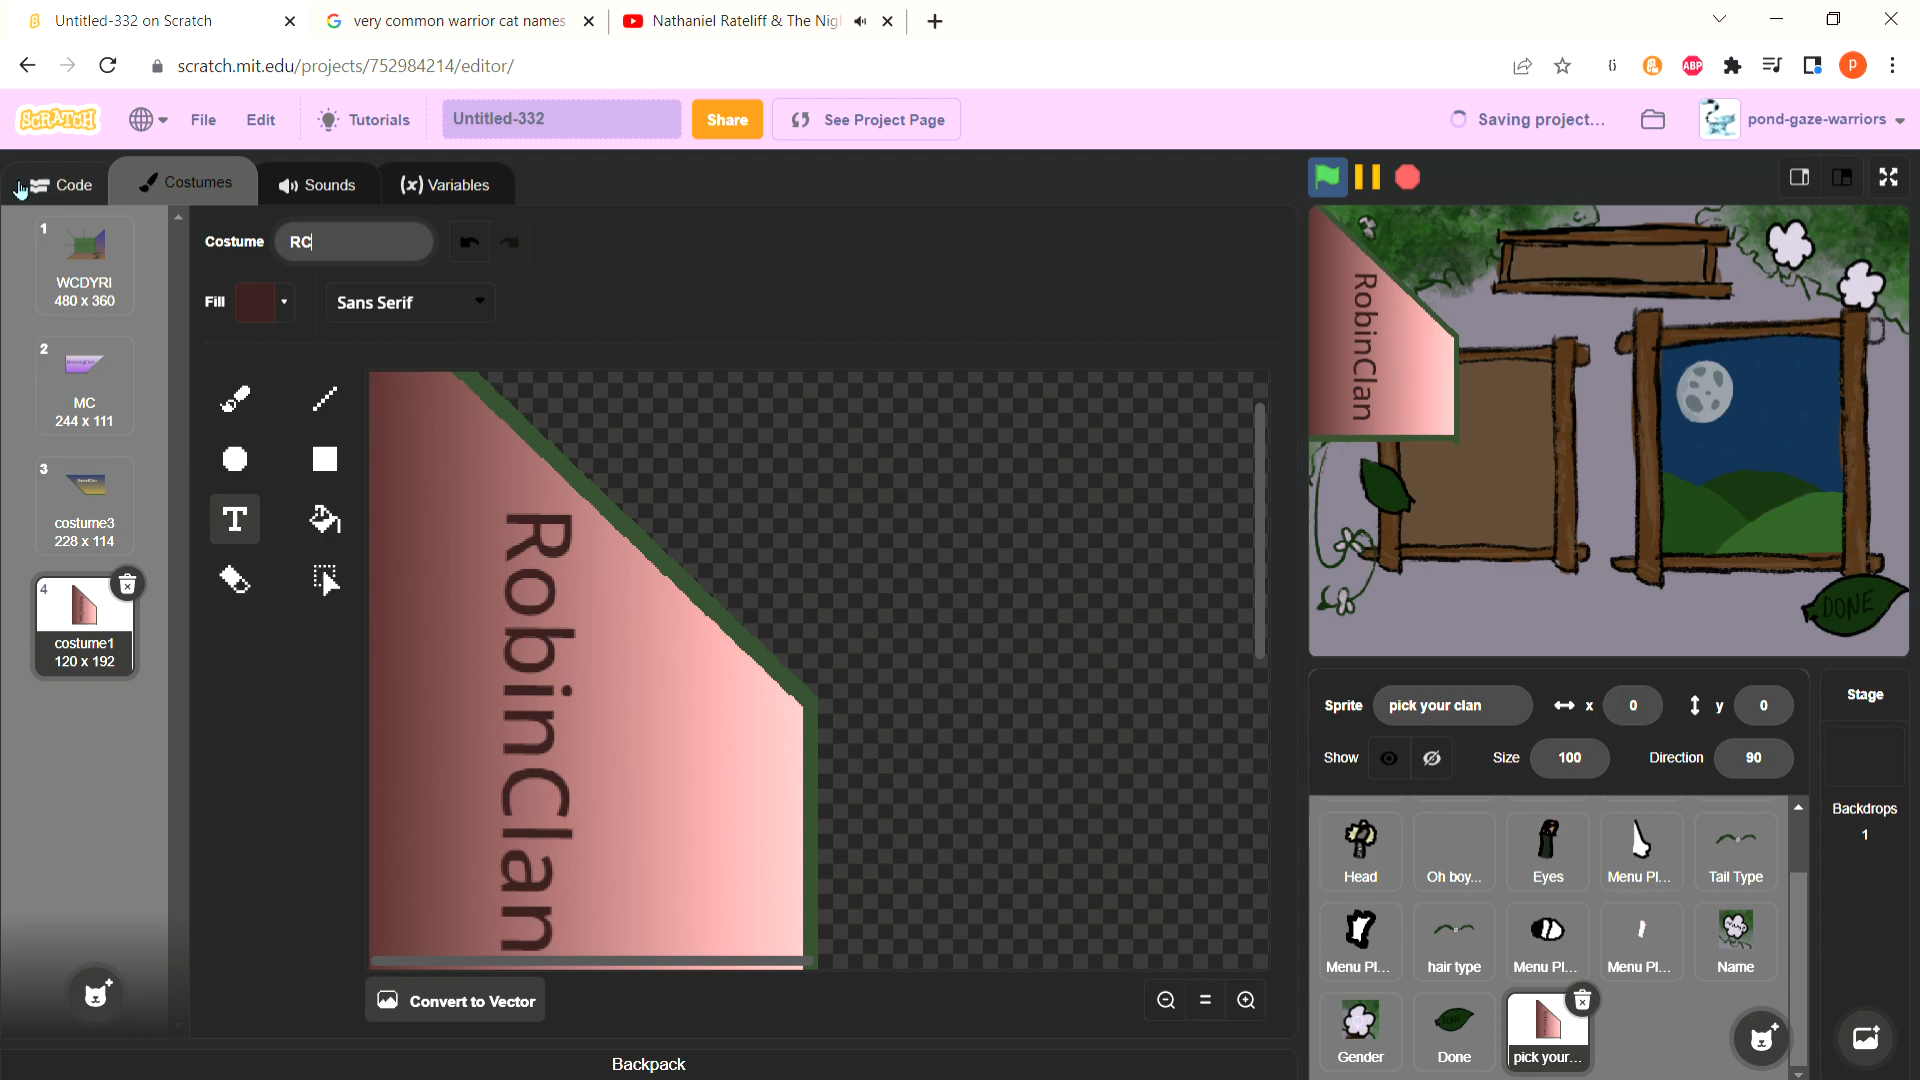 Untitled-332 on Scratch
very common warrior cat names
Nathaniel Rateliff & The Nig
scratch.mit.edu/projects/752984214/editor/
ABP
p
SCRATCH
File
Edit
Tutorials
Untitled-332
Share
See Project Page
Saving project...
pond-gaze-warriors
Code
Costumes
Sounds
(x) Variables
1
WCDYRI
480 x 360
2
MC
244 x 111
3
costume3
228 x 114
4
costume1
120 x 192
Costume
RC
Fill
Sans Serif
T
RobinClan
Convert to Vector
Backpack
RobinClan
DONE
Sprite
pick your clan
x
0
y
0
Show
Size
100
Direction
90
Stage
Backdrops
1
Head
Oh boy...
Eyes
Menu Pl...
Tail Type
Menu Pl...
hair type
Menu Pl...
Menu Pl...
Name
Gender
Done
pick your...